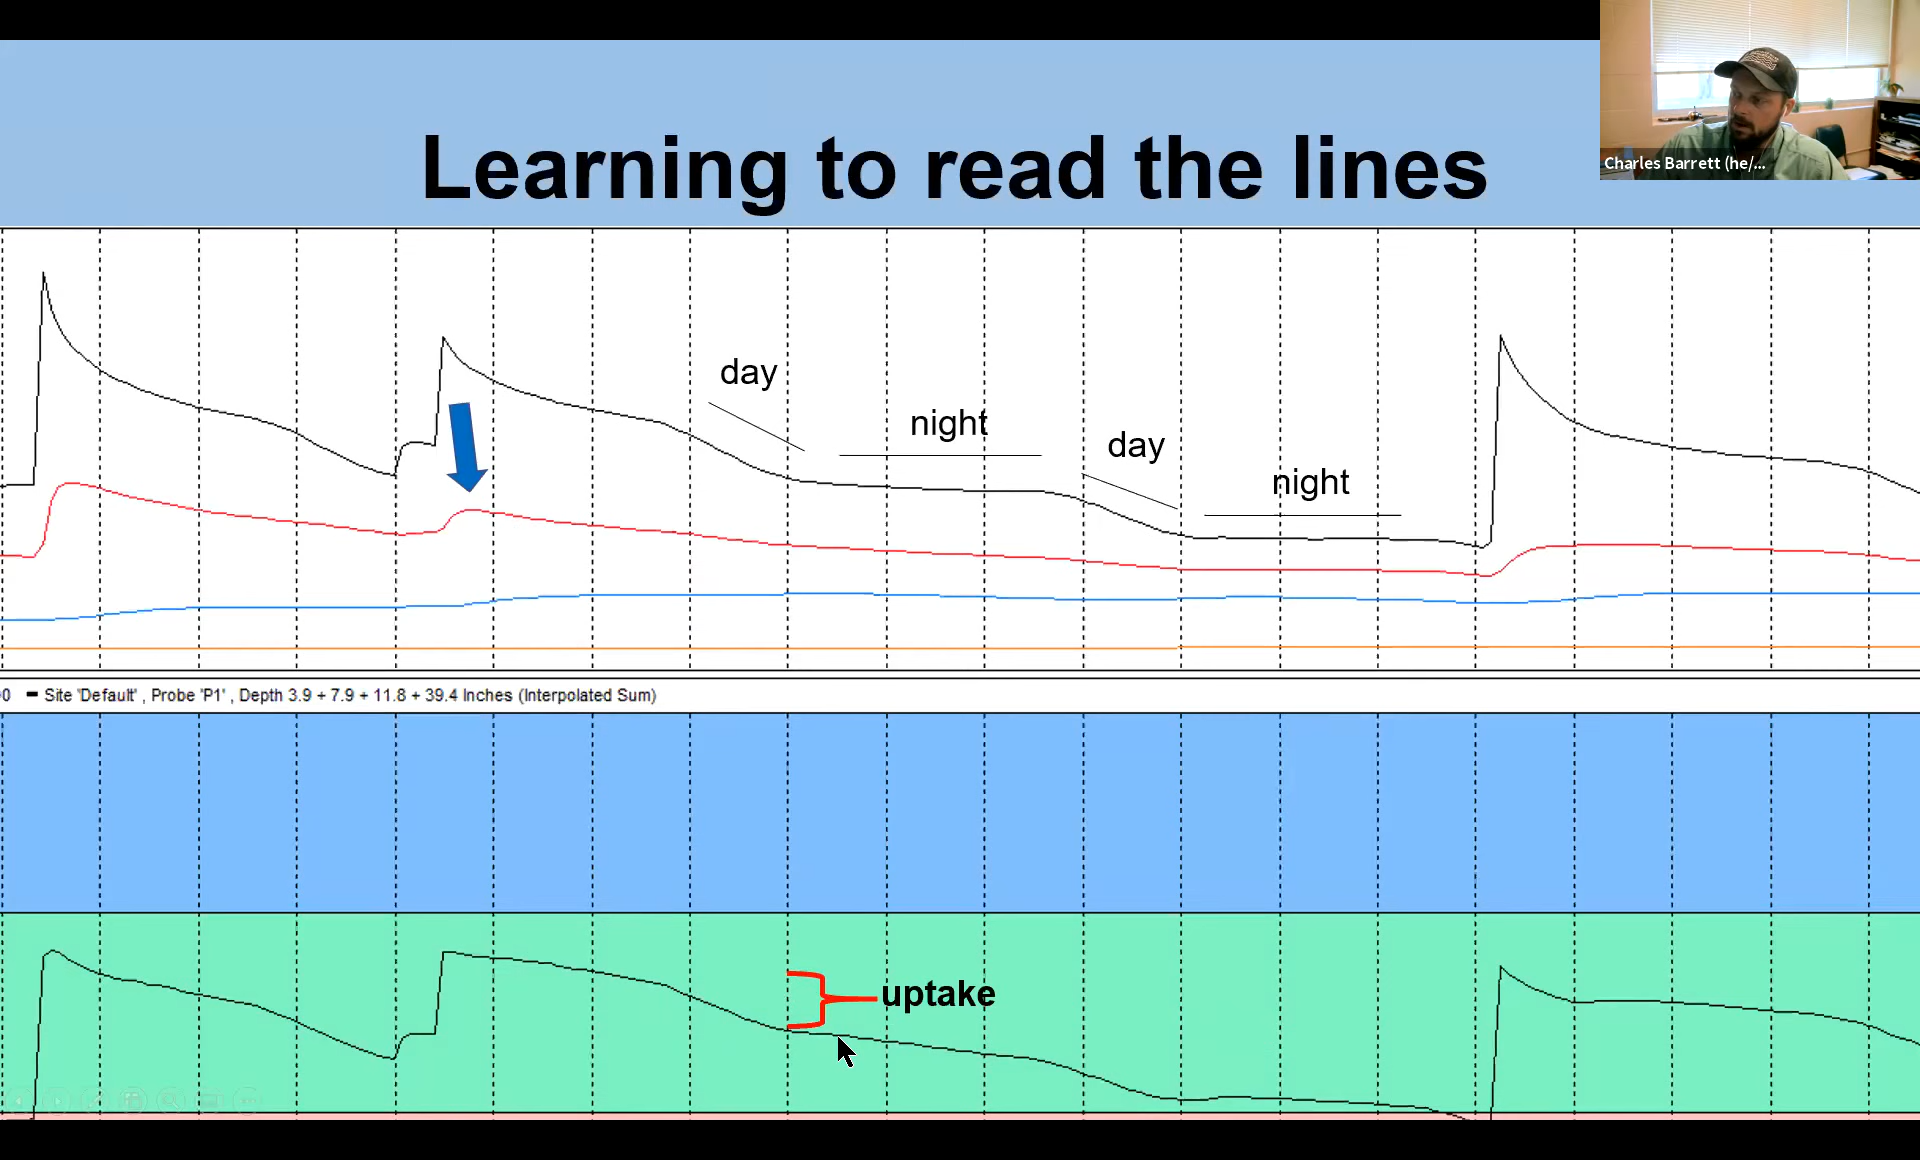 Learning to read the lines
Charles Barrett (he/...
day
night
day
night
0 Site 'Default' , Probe 'P1' , Depth 3.9 + 7.9 + 11.8 + 39.4 Inches (Interpolated Sum)
uptake